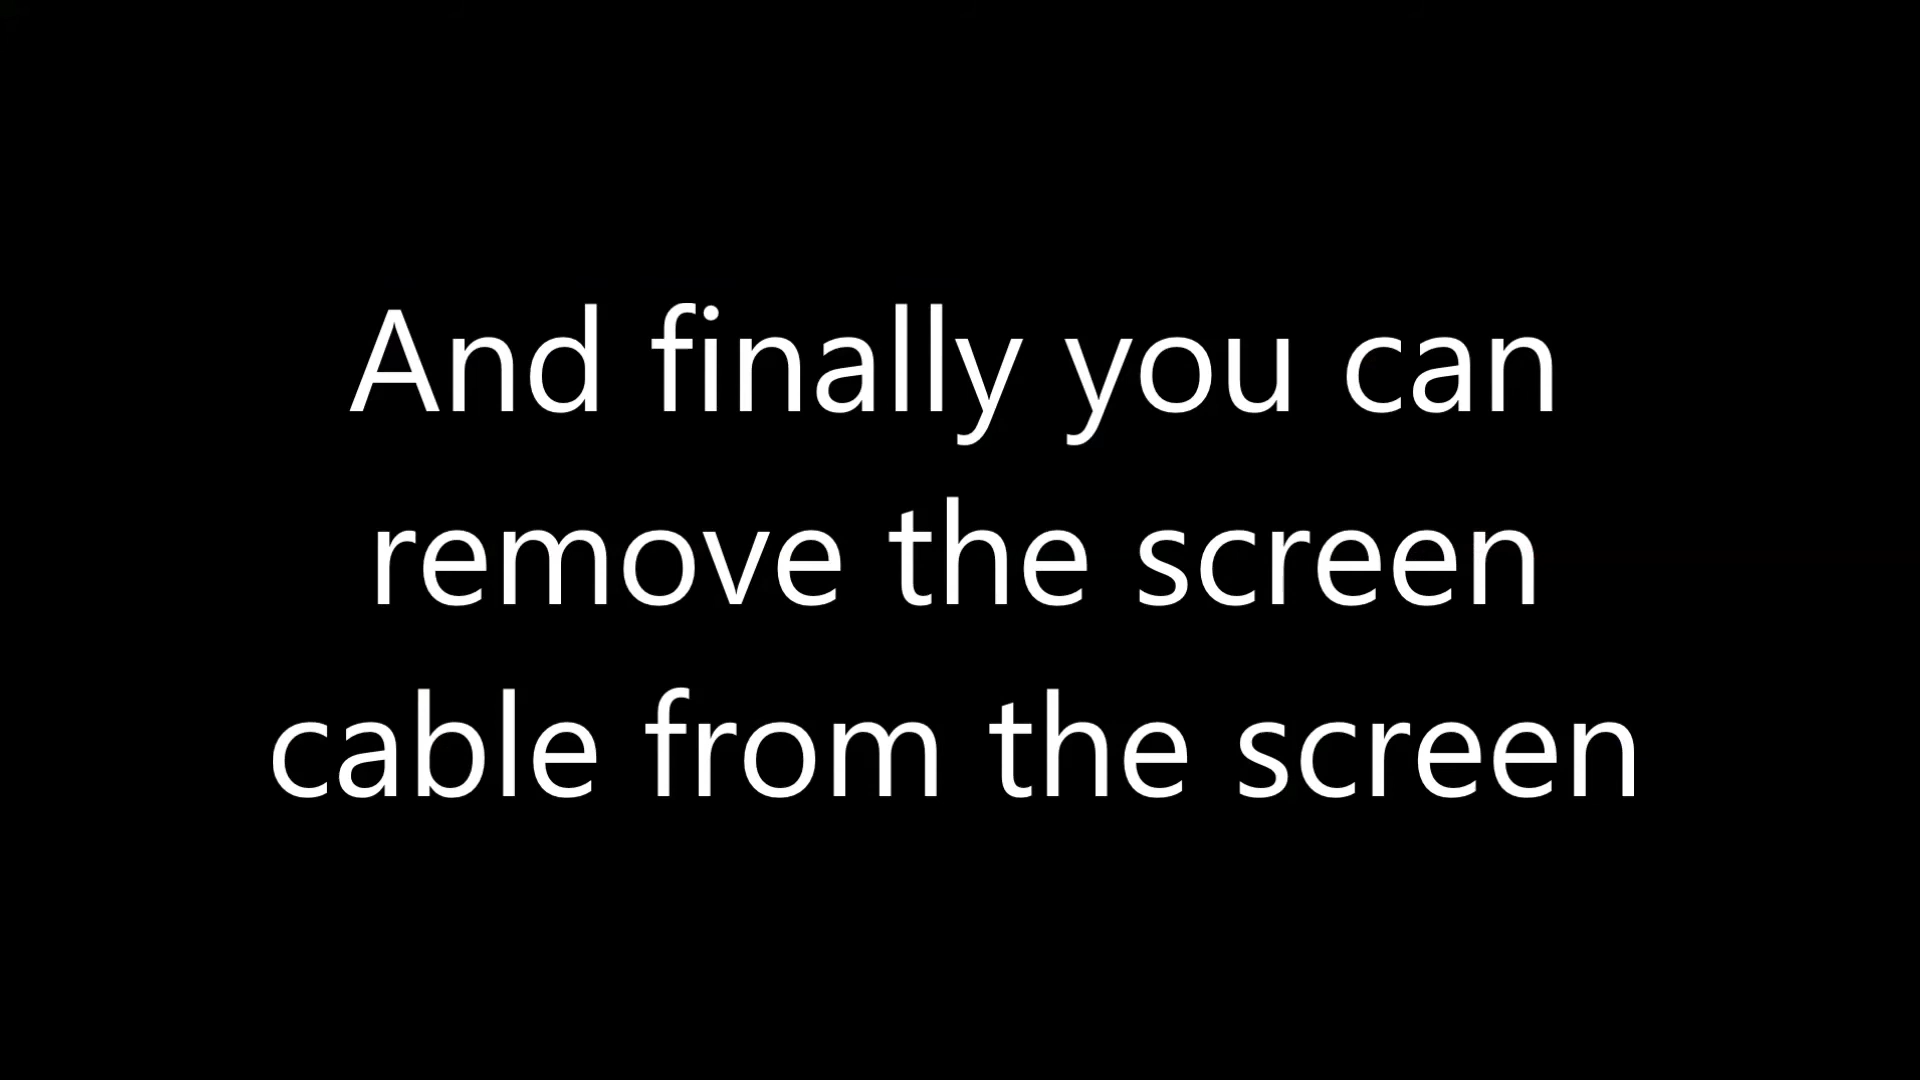 And finally you can
remove the screen
cable from the screen